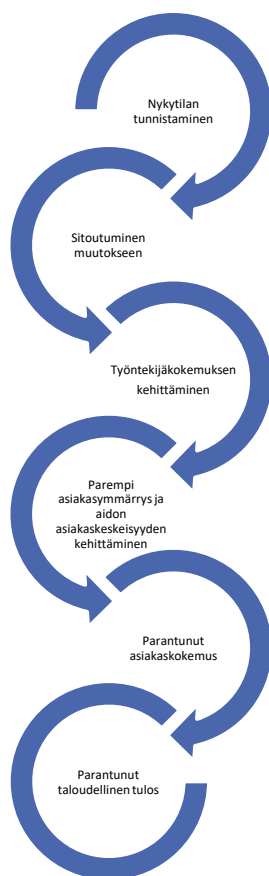 Nykytilan
tunnistaminen
Sitoutuminen
muutokseen
Työntekijäkokemuksen
kehittäminen
Parempi
asiakasymmärrys ja
aidon
asiakaskeskeisyyden
kehittäminen
Parantunut
asiakaskokemus
Parantunut
taloudellinen tulos